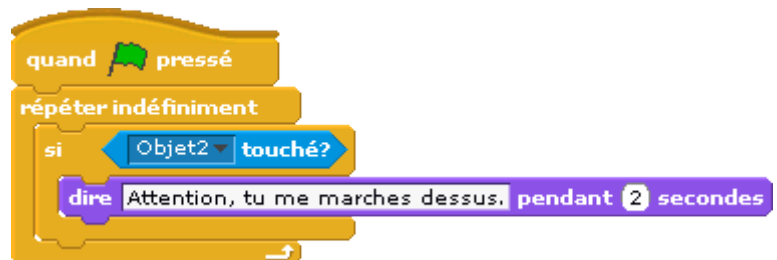 quand pressé
répéter indéfiniment
si Objet2 touché?
dire Attention, tu me marches dessus. pendant 2 secondes